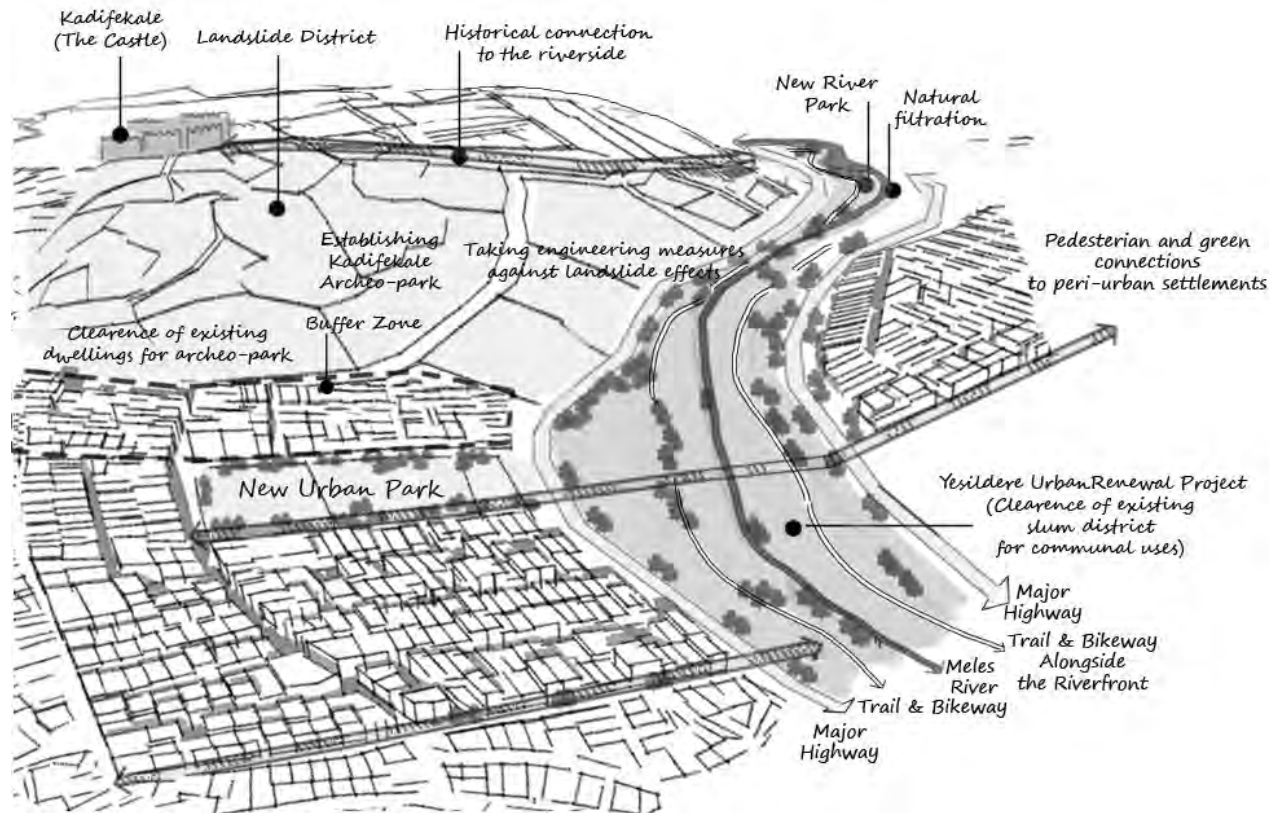 Kadifekale
(The Castle)
Landslide District
Historical connection
to the riverside
New River
Park
Natural
filtration
Establishing
Kadifekale
Archeo-park
Taking engineering measures
against landslide effects
Pedesterian and green
connections
to peri-urban settlements
Clearence of existing
dwellings for archeo-park
Buffer Zone
New Urban Park
Yesildere UrbanRenewal Project
(Clearence of existing
slum district
for communal uses)
Major
Highway
Trail & Bikeway
Alongside
the Riverfront
Meles
River
Trail & Bikeway
Major
Highway